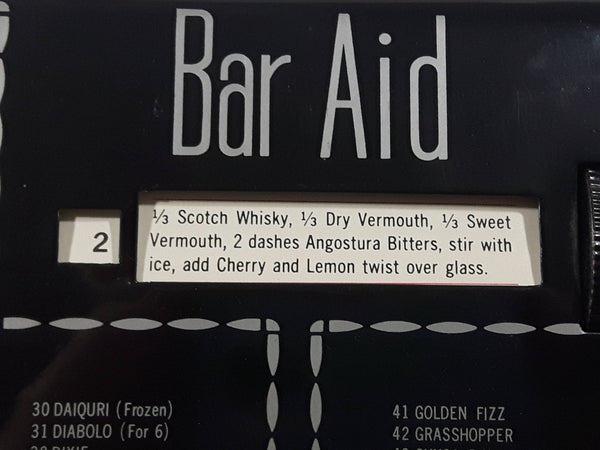 Bar Aid
2
⅓ Scotch Whisky, ⅓ Dry Vermouth, ⅓ Sweet
Vermouth, 2 dashes Angostura Bitters, stir with
ice, add Cherry and Lemon twist over glass.
30 DAIQURI (Frozen)
31 DIABOLO (For 6)
41 GOLDEN FIZZ
42 GRASSHOPPER